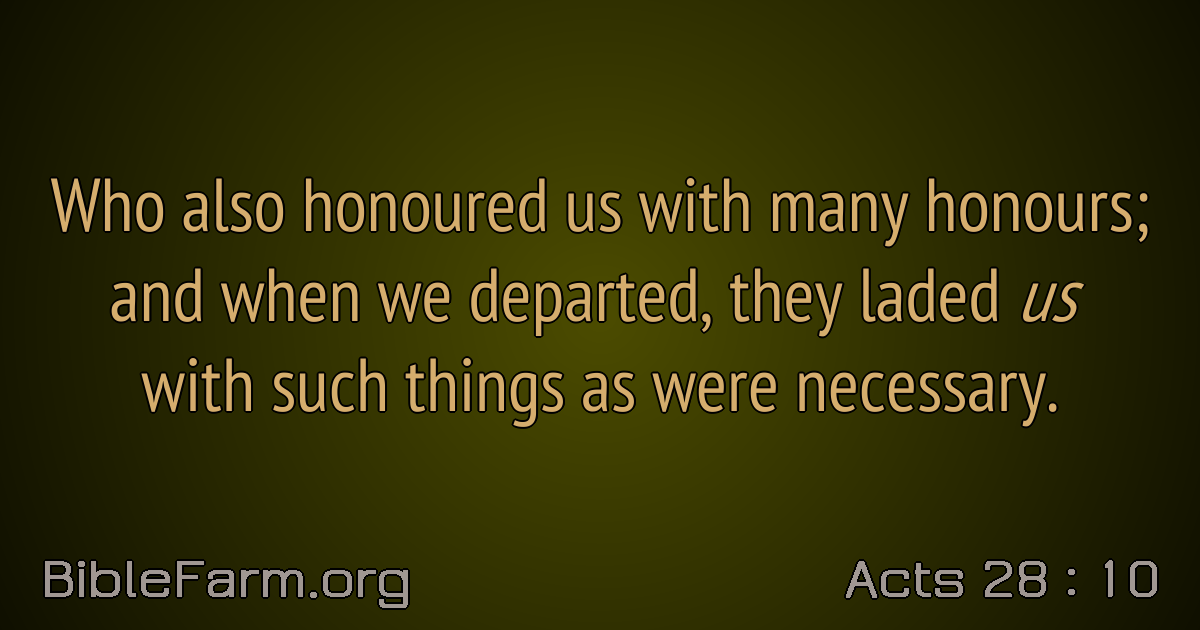 Who also honoured us with many honours;
and when we departed, they laded us
with such things as were necessary.
BibleFarm.org
Acts 28 : 10